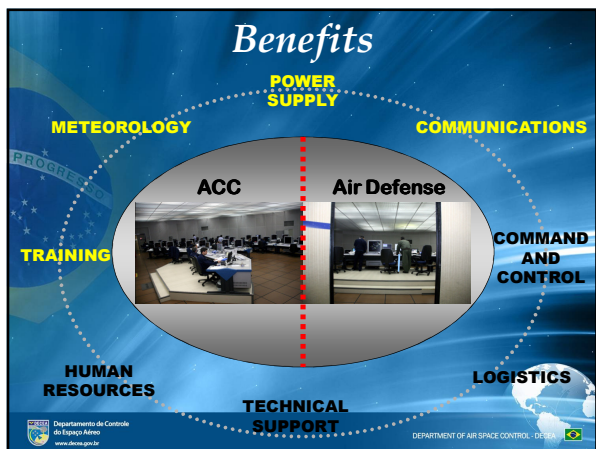 Benefits
POWER
SUPPLY
METEOROLOGY
COMMUNICATIONS
PROGRESSO
ACC
Air Defense
TRAINING
COMMAND
AND
CONTROL
HUMAN
RESOURCES
LOGISTICS
TECHNICAL
SUPPORT
DECEA
Departamento de Controle
do Espaço Aéreo
www.decea.gov.br
DEPARTMENT OF AIR SPACE CONTROL - DECEA